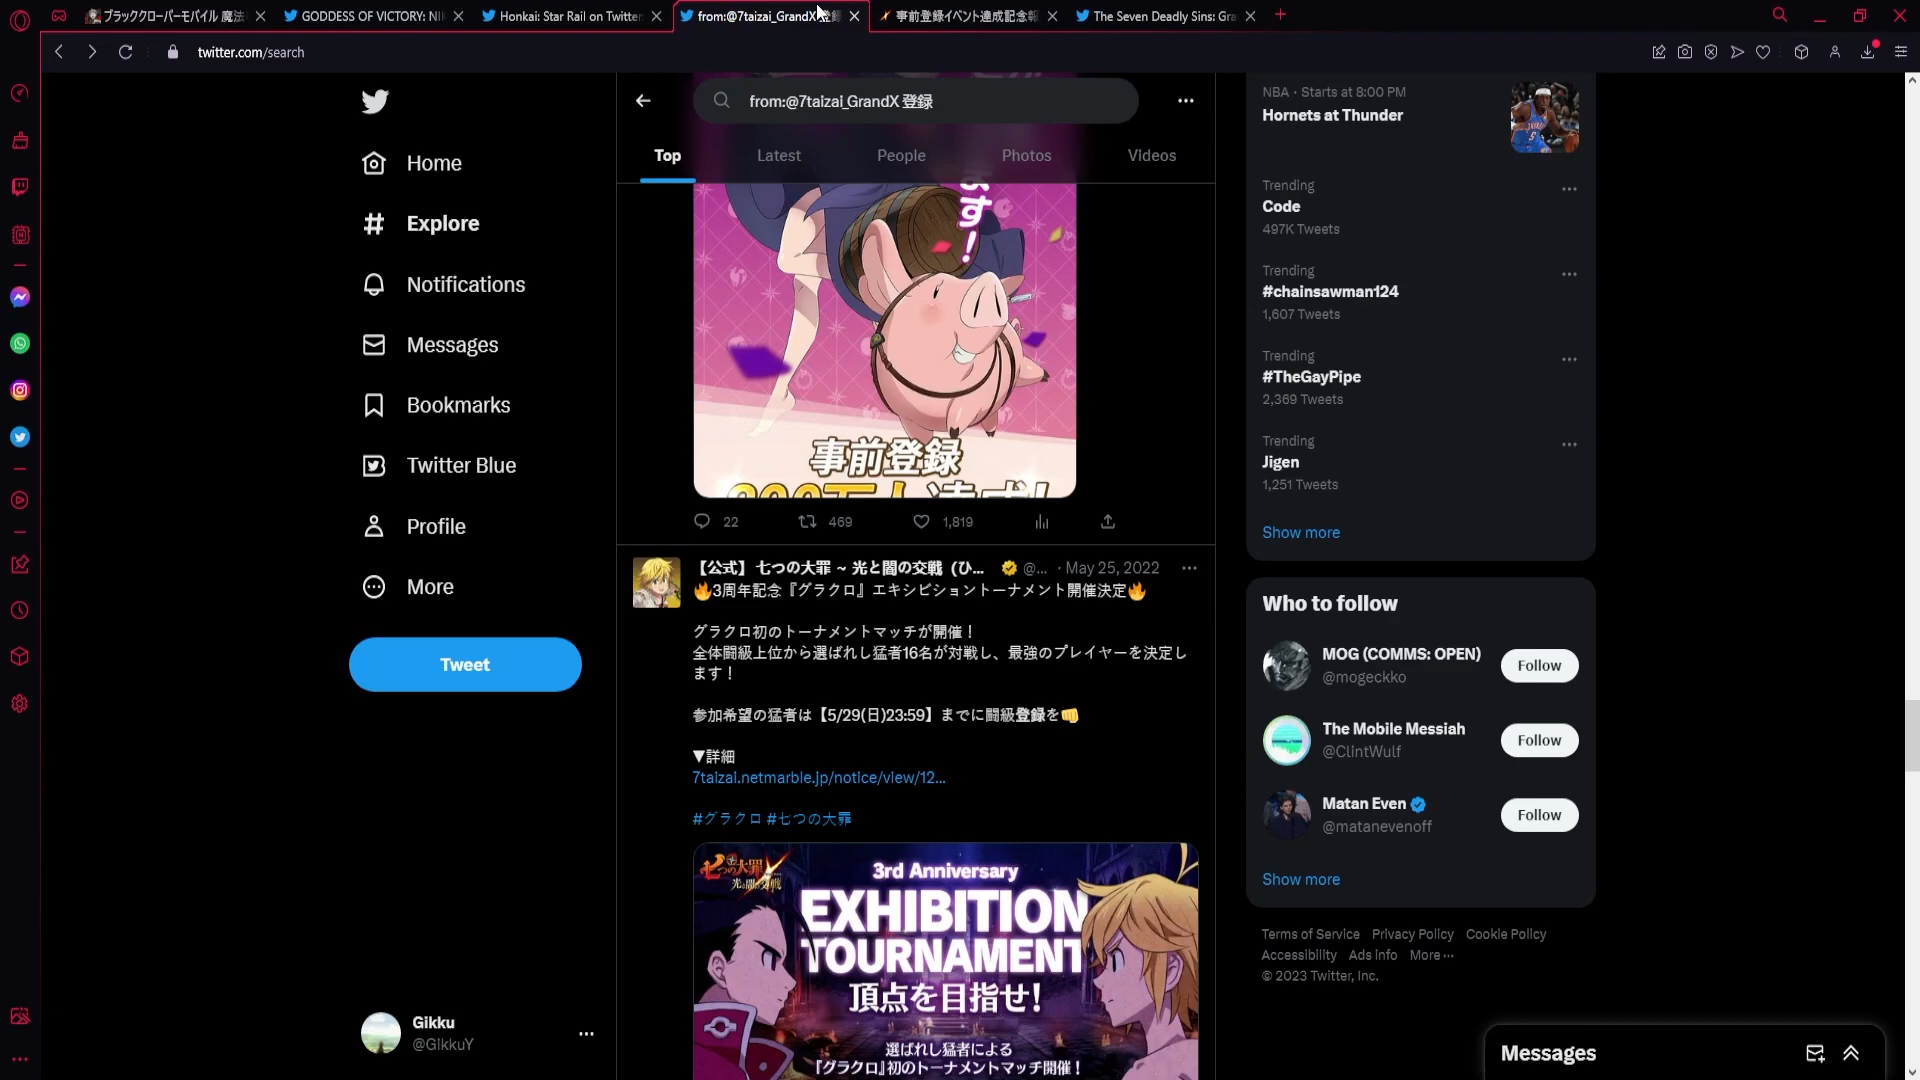 ブラッククローバーモバイル 魔法
GODDESS OF VICTORY: NI
Honkai: Star Rail on Twitter
from:@7taizai_GrandX 登録
事前登録イベント達成記念報
The Seven Deadly Sins: Gra
twitter.com/search
Home
Explore
Notifications
Messages
Bookmarks
Twitter Blue
Profile
More
Tweet
Gikku
@GIkkuY
from:@7taizai_GrandX 登録
Top
Latest
People
Photos
Videos
ます!
事前登録
22
469
1,819
【公式】七つの大罪 ~ 光と闇の交戦（ひ... @... · May 25, 2022
🔥3周年記念『グラクロ』エキシビショントーナメント開催決定🔥
グラクロ初のトーナメントマッチが開催！
全体闘級上位から選ばれし猛者16名が対戦し、最強のプレイヤーを決定し
ます！
参加希望の猛者は【5/29(日)23:59】までに闘級登録を👊
▼詳細
7taizai.netmarble.jp/notice/view/12...
#グラクロ #七つの大罪
七つの大罪
光と闇の交戦
3rd Anniversary
EXHIBITION
TOURNAMENT
頂点を目指せ!
選ばれし猛者による
『グラクロ』初のトーナメントマッチ開催！
NBA · Starts at 8:00 PM
Hornets at Thunder
Trending
Code
497K Tweets
Trending
#chainsawman124
1,607 Tweets
Trending
#TheGayPipe
2,369 Tweets
Trending
Jigen
1,251 Tweets
Show more
Who to follow
MOG (COMMS: OPEN)
@mogeckko
Follow
The Mobile Messiah
@ClIntWulf
Follow
Matan Even
@matanevenoff
Follow
Show more
Terms of Service Privacy Policy Cookie Policy
Accessibility Ads info More ···
© 2023 Twitter, Inc.
Messages